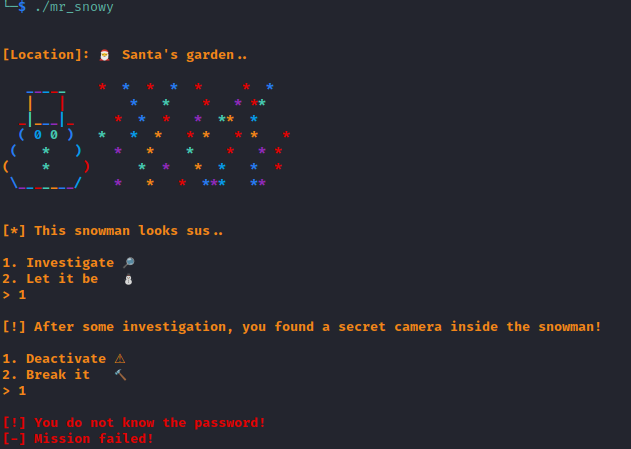 └─$ ./mr_snowy
[Location]: 🎅 Santa's garden..
[*] This snowman looks sus..
1. Investigate 🔎
2. Let it be ⛄
> 1
[!] After some investigation, you found a secret camera inside the snowman!
1. Deactivate ⚠
2. Break it 🔨
> 1
[!] You do not know the password!
[-] Mission failed!